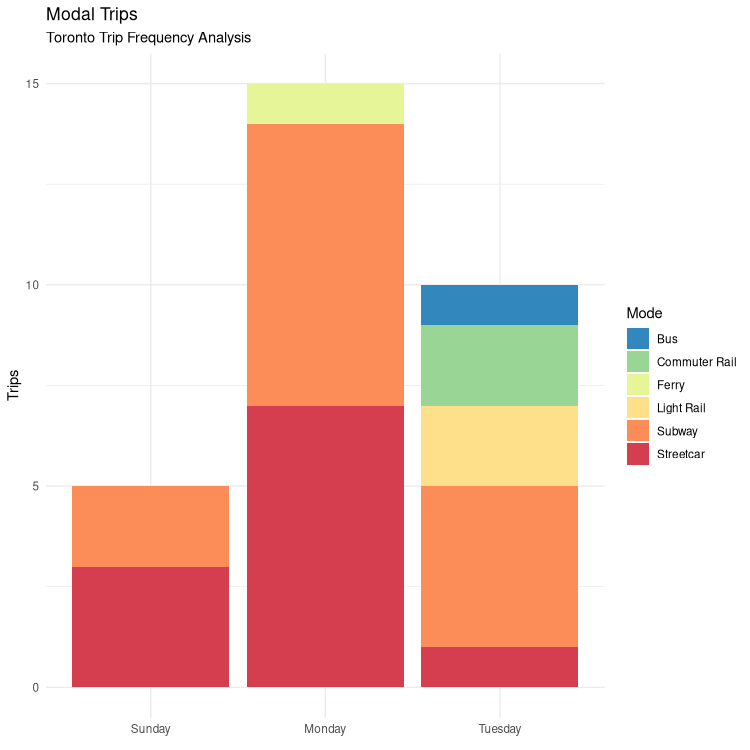 Modal Trips
Toronto Trip Frequency Analysis
15
10
5
0
Trips
Sunday
Monday
Tuesday
Mode
Bus
Commuter Rail
Ferry
Light Rail
Subway
Streetcar